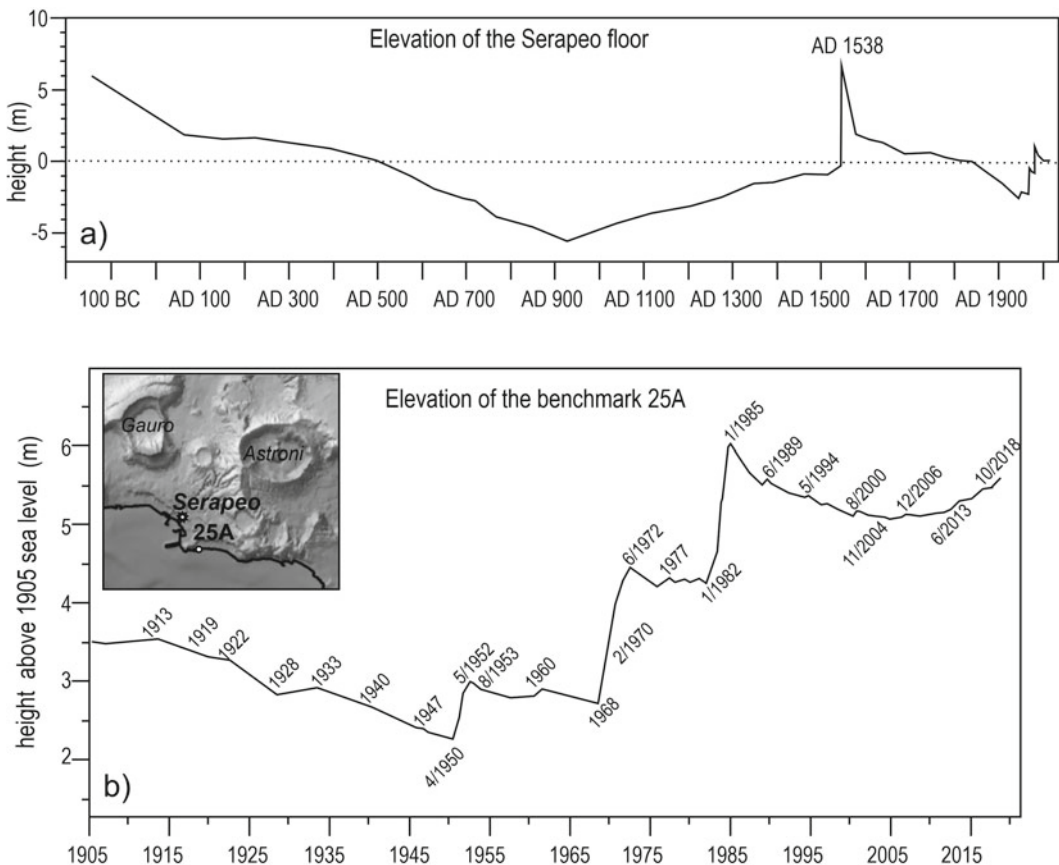 Elevation of the Serapeo floor
AD 1538
height (m)
10
5
0
-5
a)
100 BC AD 100 AD 300 AD 500 AD 700 AD 900 AD 1100 AD 1300 AD 1500 AD 1700 AD 1900
Elevation of the benchmark 25A
height above 1905 sea level (m)
6
5
4
3
2
Gauro
Astroni
Serapeo
25A
1913
1919
1922
1928
1933
1940
1947
4/1950
5/1952
8/1953
1960
1968
2/1970
6/1972
1977
1/1982
1/1985
6/1989
5/1994
8/2000
11/2004
12/2006
6/2013
10/2018
b)
1905 1915 1925 1935 1945 1955 1965 1975 1985 1995 2005 2015